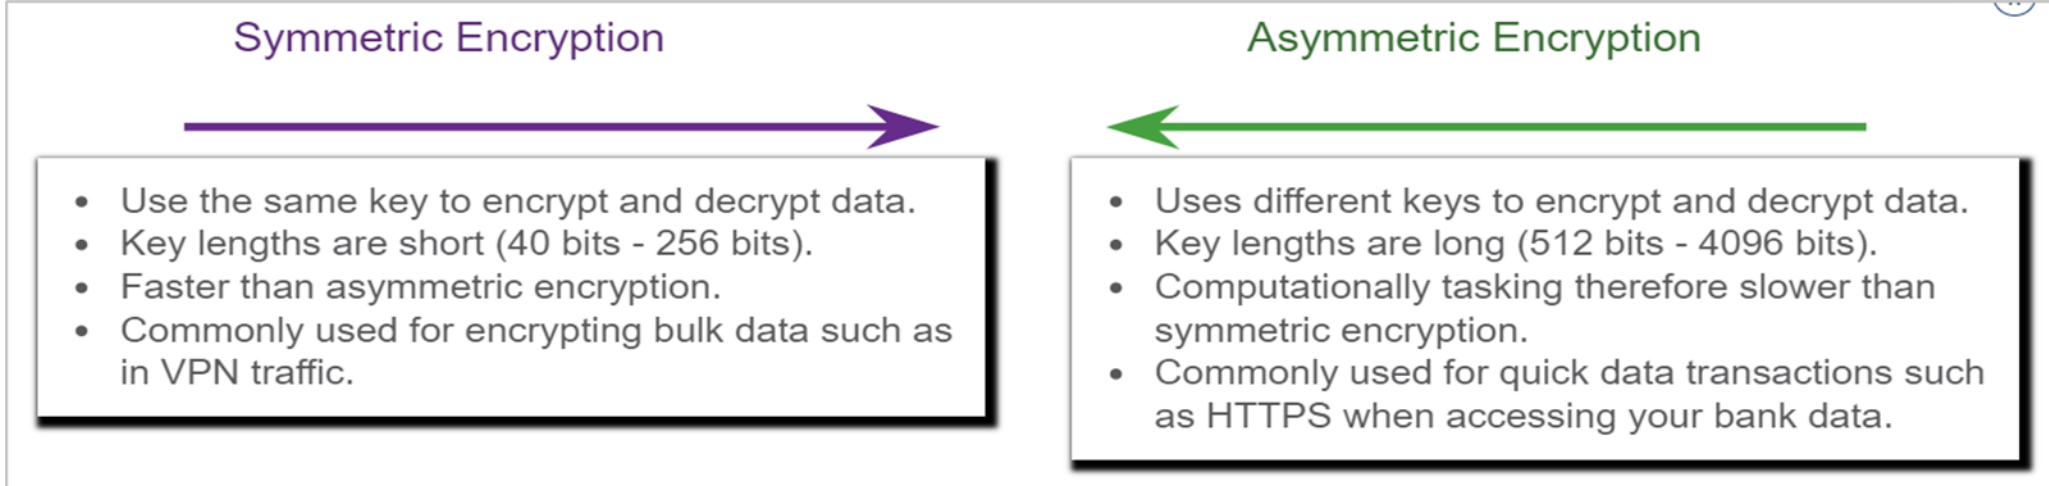 Symmetric Encryption
• Use the same key to encrypt and decrypt data.
• Key lengths are short (40 bits - 256 bits).
• Faster than asymmetric encryption.
• Commonly used for encrypting bulk data such as
in VPN traffic.
Asymmetric Encryption
• Uses different keys to encrypt and decrypt data.
• Key lengths are long (512 bits - 4096 bits).
• Computationally tasking therefore slower than
symmetric encryption.
• Commonly used for quick data transactions such
as HTTPS when accessing your bank data.